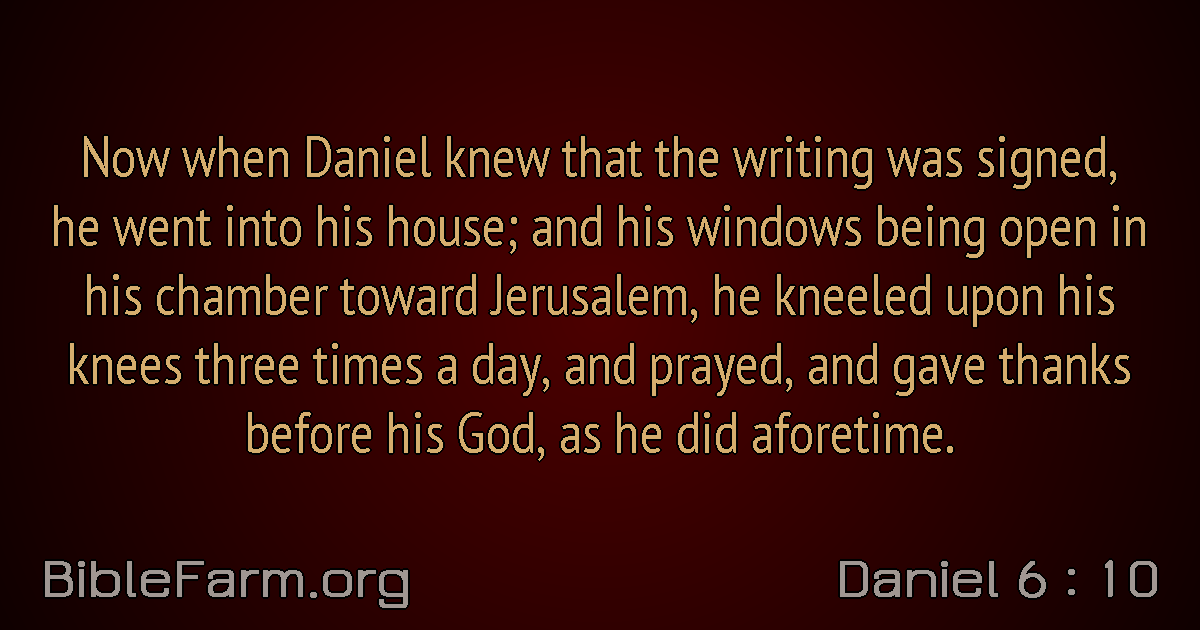 Now when Daniel knew that the writing was signed,
he went into his house; and his windows being open in
his chamber toward Jerusalem, he kneeled upon his
knees three times a day, and prayed, and gave thanks
before his God, as he did aforetime.
BibleFarm.org
Daniel 6 : 10